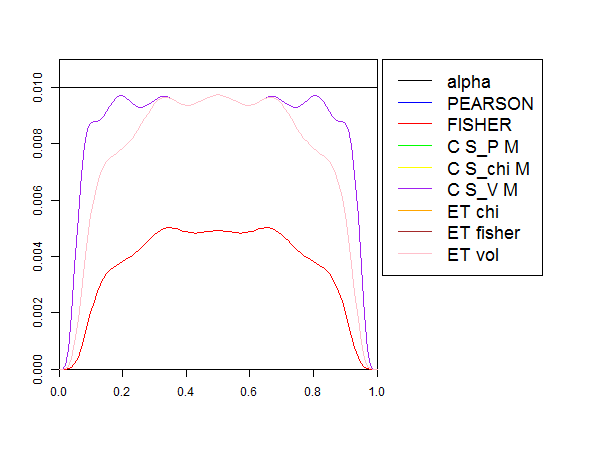 0.010
0.008
0.006
0.004
0.002
0.000
0.0 0.2 0.4 0.6 0.8 1.0
alpha
PEARSON
FISHER
C S_P M
C S_chi M
C S_V M
ET chi
ET fisher
ET vol